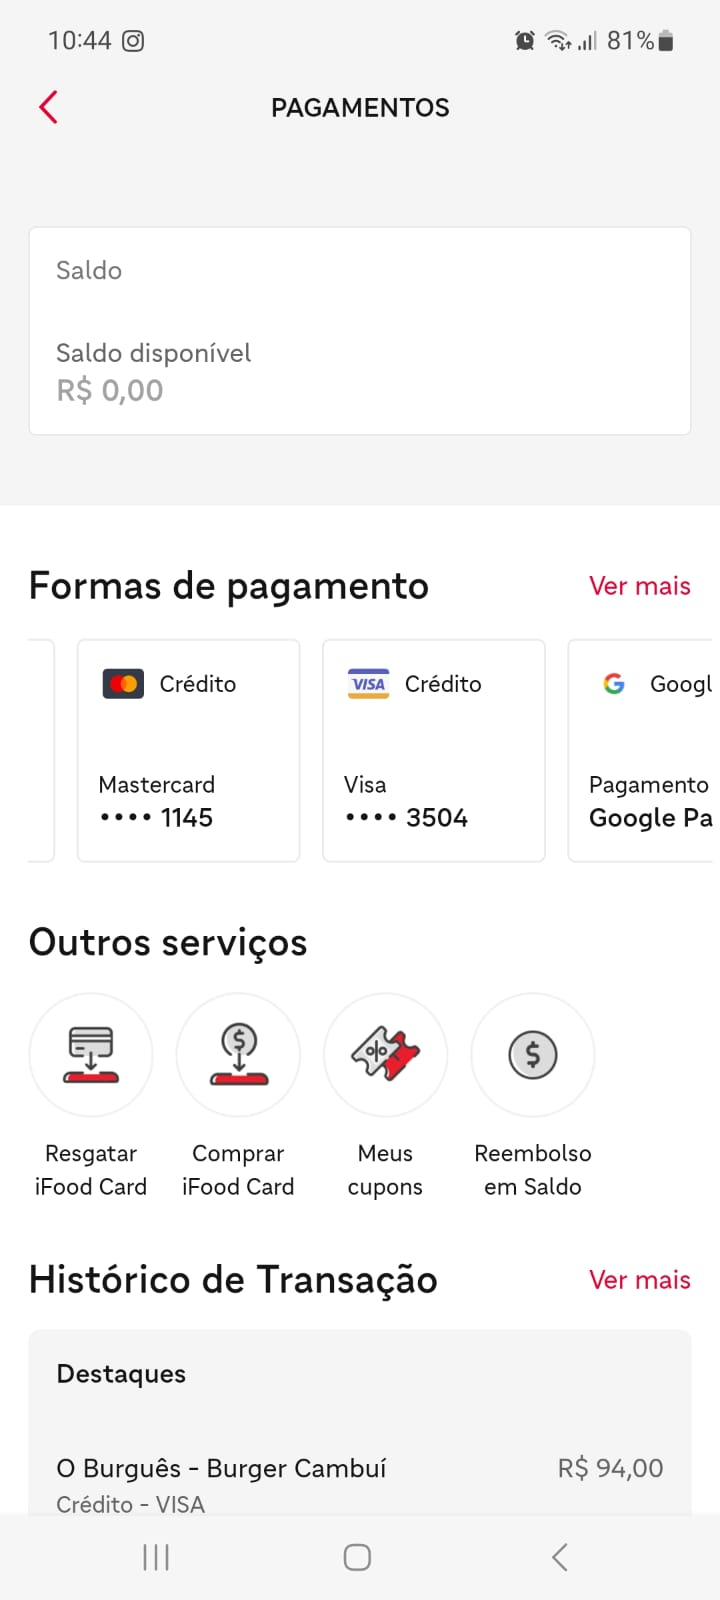 10:44
81%
PAGAMENTOS
Saldo
Saldo disponível
R$ 0,00
Formas de pagamento
Ver mais
Crédito
Mastercard
•••• 1145
VISA
Crédito
Visa
•••• 3504
G
Googl
Pagamento
Google Pa
Outros serviços
Resgatar
iFood Card
Comprar
iFood Card
Meus
cupons
Reembolso
em Saldo
Histórico de Transação
Ver mais
Destaques
O Burguês - Burger Cambuí
R$ 94,00
Crédito - VISA